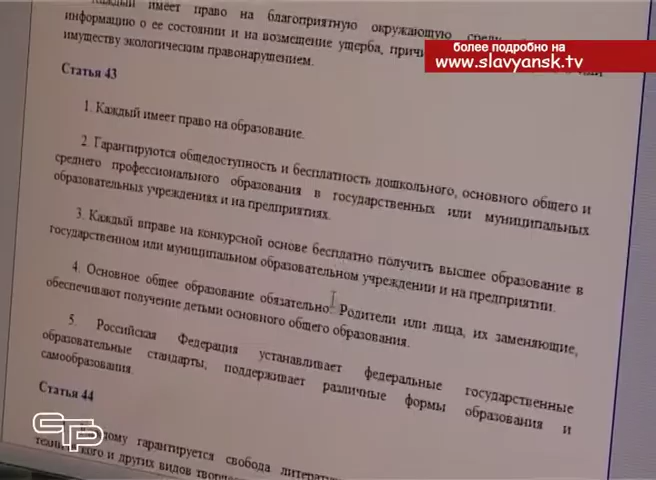 имеет право на благоприятную окружающую
информацию о ее состоянии и на возмещение ущерба,
имуществу экологическим правонарушением.
более подробно на
www.slavyansk.tv
Статья 43
1. Каждый имеет право на образование.
2. Гарантируются общедоступность и бесплатность дошкольного, основного общего и
среднего профессионального образования в государственных или муниципальных
образовательных учреждениях и на предприятиях.
3. Каждый вправе на конкурсной основе бесплатно получить высшее образование в
государственном или муниципальном образовательном учреждении и на предприятии.
4. Основное общее образование обязательно. Родители или лица, их заменяющие,
обеспечивают получение детьми основного общего образования.
5. Российская Федерация устанавливает федеральные государственные
образовательные стандарты, поддерживает различные формы образования и
самообразования.
Статья 44
гарантируется свобода
и других видов
СТР